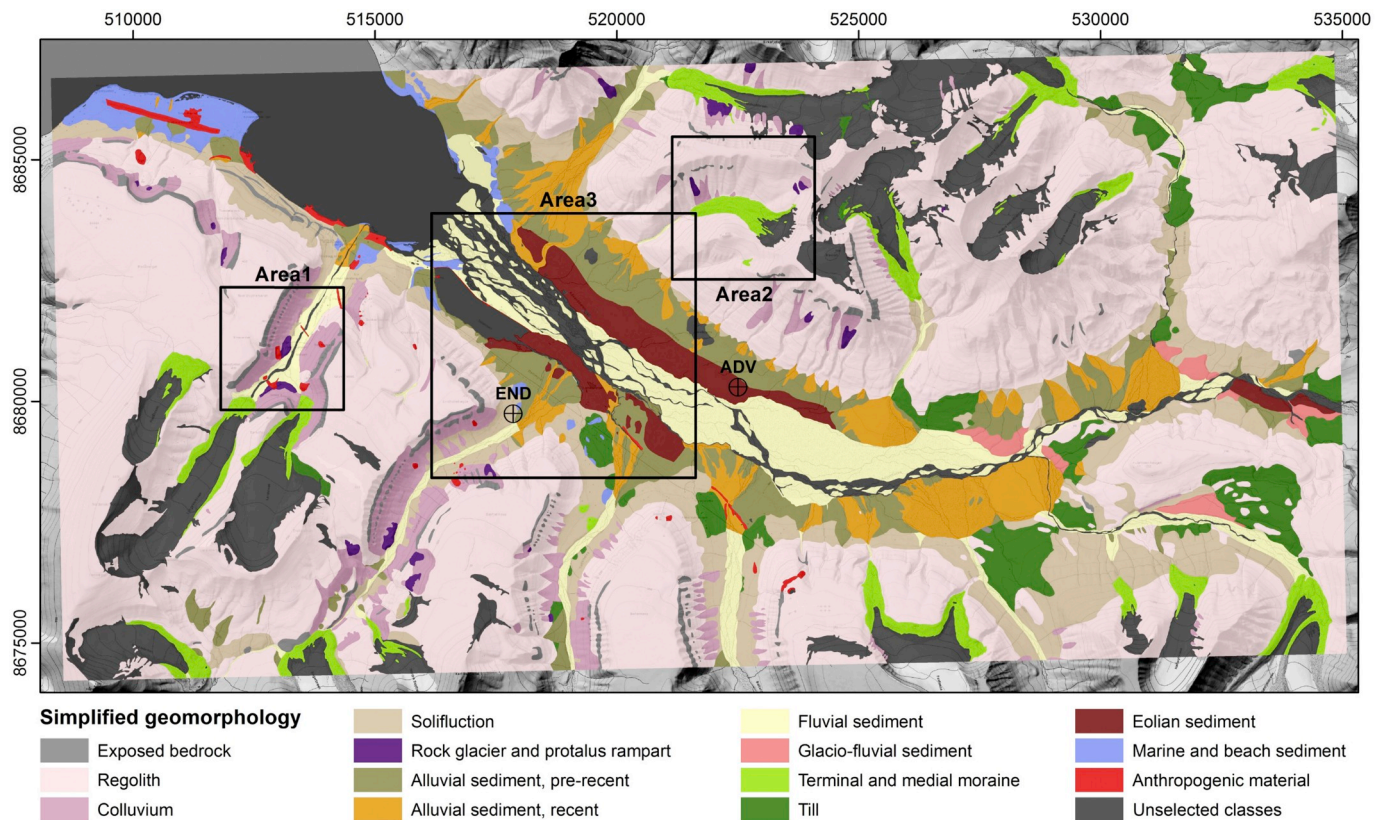 510000 515000 520000 525000 530000 535000
8685000
8680000
8675000
Area3
Area1
Area2
ADV
END
Simplified geomorphology
Exposed bedrock
Regolith
Colluvium
Solifluction
Rock glacier and protalus rampart
Alluvial sediment, pre-recent
Alluvial sediment, recent
Fluvial sediment
Glacio-fluvial sediment
Terminal and medial moraine
Till
Eolian sediment
Marine and beach sediment
Anthropogenic material
Unselected classes